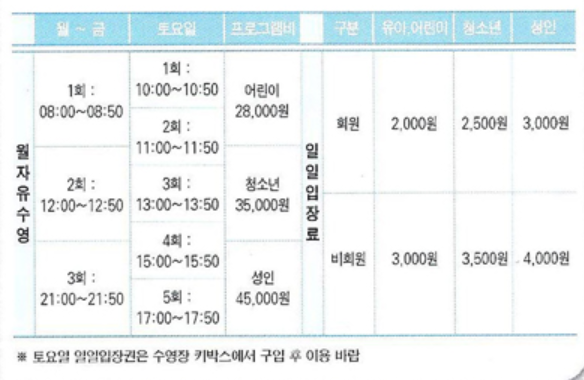 월 ~ 금 토요일 프로그램비 구분 유아,어린이 청소년 성인
월자유수영
1회 :
08:00~08:50
2회 :
12:00~12:50
3회 :
21:00~21:50
1회 :
10:00~10:50
2회 :
11:00~11:50
3회 :
13:00~13:50
4회 :
15:00~15:50
5회 :
17:00~17:50
어린이
28,000원
청소년
35,000원
성인
45,000원
일일입장료
회원 2,000원 2,500원 3,000원
비회원 3,000원 3,500원 4,000원
※ 토요일 일일입장권은 수영장 키박스에서 구입 후 이용 바람